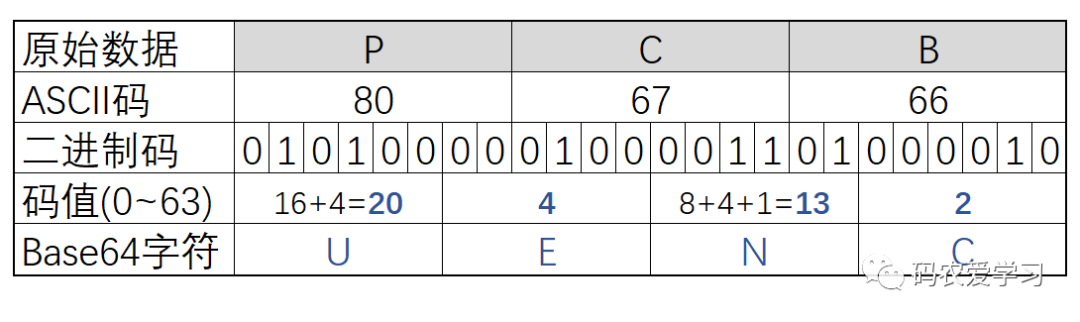 原始数据 P C B
ASCII码 80 67 66
二进制码 0 1 0 1 0 0 0 0 0 1 0 0 0 0 1 1 0 1 0 0 0 0 1 0
码值(0~63) 16+4=20 4 8+4+1=13 2
Base64字符 U E N C
码农爱学习